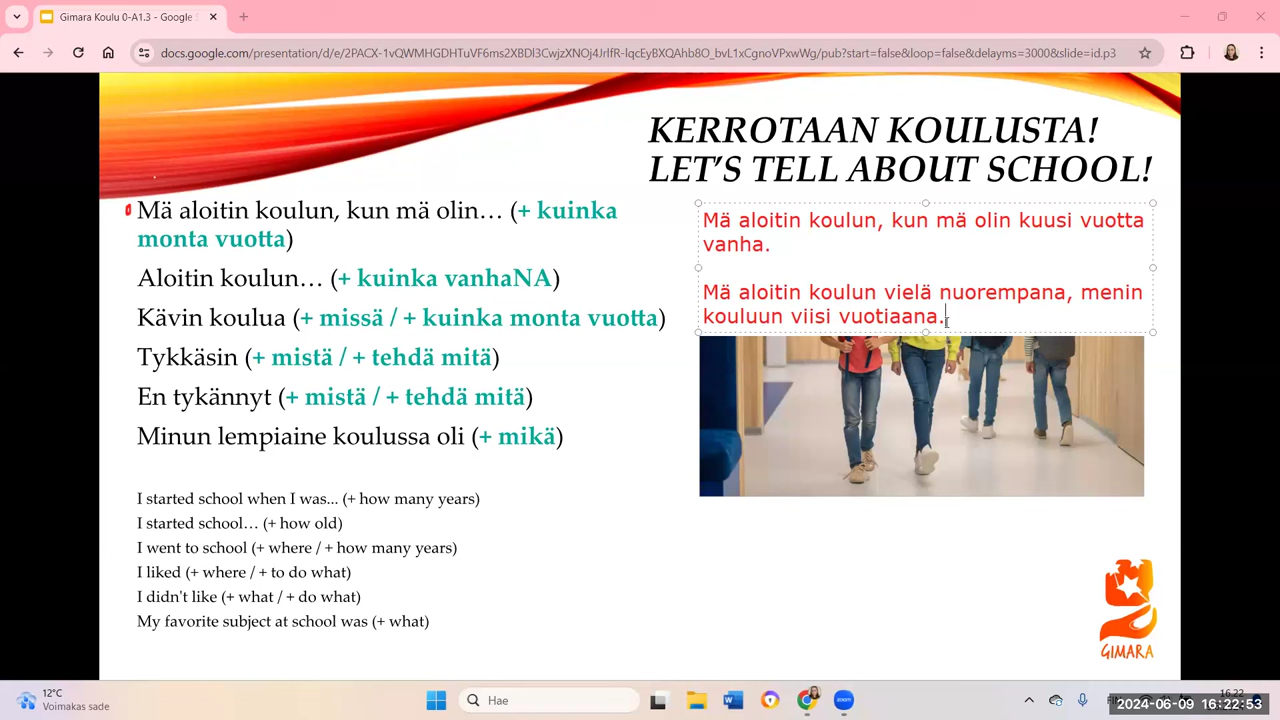 Gimara Koulu 0-A1.3 - Google
docs.google.com/presentation/d/e/2PACX-1vQWMHGDHTuVF6ms2XBDl3CwjzXNOj4JrIfR-lqcEyBXQAhb8O_bvL1xCgnoVPxwWg/pub?start=false&loop=false&delayms=3000&slide=id.p3
KERROTAAN KOULUSTA!
LET’S TELL ABOUT SCHOOL!
Mä aloitin koulun, kun mä olin… (+ kuinka
monta vuotta)
Aloitin koulun… (+ kuinka vanhaNA)
Kävin koulua (+ missä / + kuinka monta vuotta)
Tykkäsin (+ mistä / + tehdä mitä)
En tykännyt (+ mistä / + tehdä mitä)
Minun lempiaine koulussa oli (+ mikä)
I started school when I was... (+ how many years)
I started school… (+ how old)
I went to school (+ where / + how many years)
I liked (+ where / + to do what)
I didn't like (+ what / + do what)
My favorite subject at school was (+ what)
Mä aloitin koulun, kun mä olin kuusi vuotta
vanha.
Mä aloitin koulun vielä nuorempana, menin
kouluun viisi vuotiaana.
GIMARA
12°C
Voimakas sade
Hae
16.22
2024-06-09 16:22:53